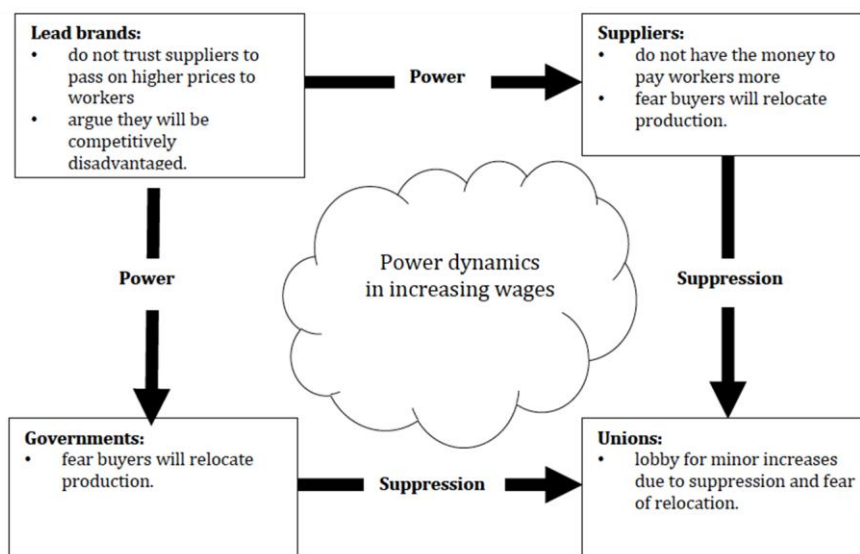 Lead brands:
• do not trust suppliers to
pass on higher prices to
workers
• argue they will be
competitively
disadvantaged.
Power
Suppliers:
• do not have the money to
pay workers more
• fear buyers will relocate
production.
Power dynamics
in increasing wages
Power
Suppression
Governments:
• fear buyers will relocate
production.
Suppression
Unions:
• lobby for minor increases
due to suppression and fear
of relocation.